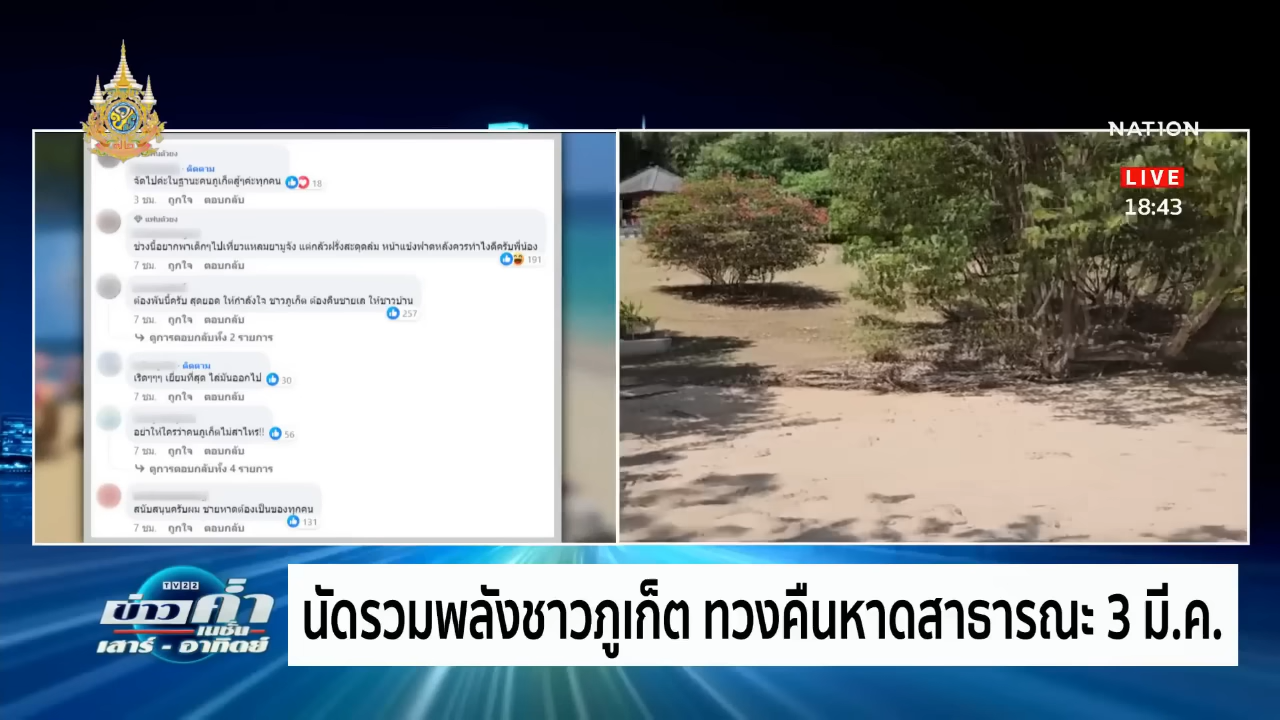 NATION
LIVE
18:43
แฟนตัวยง
· ติดตาม
จัดไปค่ะในฐานะคนภูเก็ตสู้ๆค่ะทุกคน
18
3 ชม. ถูกใจ ตอบกลับ
แฟนตัวยง
ช่วงนี้อยากพาเด็กๆไปเที่ยวแหลมยามูจัง แต่กลัวฝรั่งสะดุดล้ม หน้าแข้งฟาดหลังควรทำไงดีครับพี่น้อง
191
7 ชม. ถูกใจ ตอบกลับ
ต้องพันนี้ครับ สุดยอด ให้กำลังใจ ชาวภูเก็ต ต้องคืนชายเล ให้ชาวบ้าน
257
7 ชม. ถูกใจ ตอบกลับ
ดูการตอบกลับทั้ง 2 รายการ
· ติดตาม
เริ่ดๆๆๆ เยี่ยมที่สุด ไล่มันออกไป
30
7 ชม. ถูกใจ ตอบกลับ
อย่าให้ใครว่าคนภูเก็ตไม่สาไหร!!
56
7 ชม. ถูกใจ ตอบกลับ
ดูการตอบกลับทั้ง 4 รายการ
สนับสนุนครับผม ชายหาดต้องเป็นของทุกคน
131
7 ชม. ถูกใจ ตอบกลับ
TV22
ข่าวค่ำ
เนชั่น
เสาร์ - อาทิตย์
นัดรวมพลังชาวภูเก็ต ทวงคืนหาดสาธารณะ 3 มี.ค.